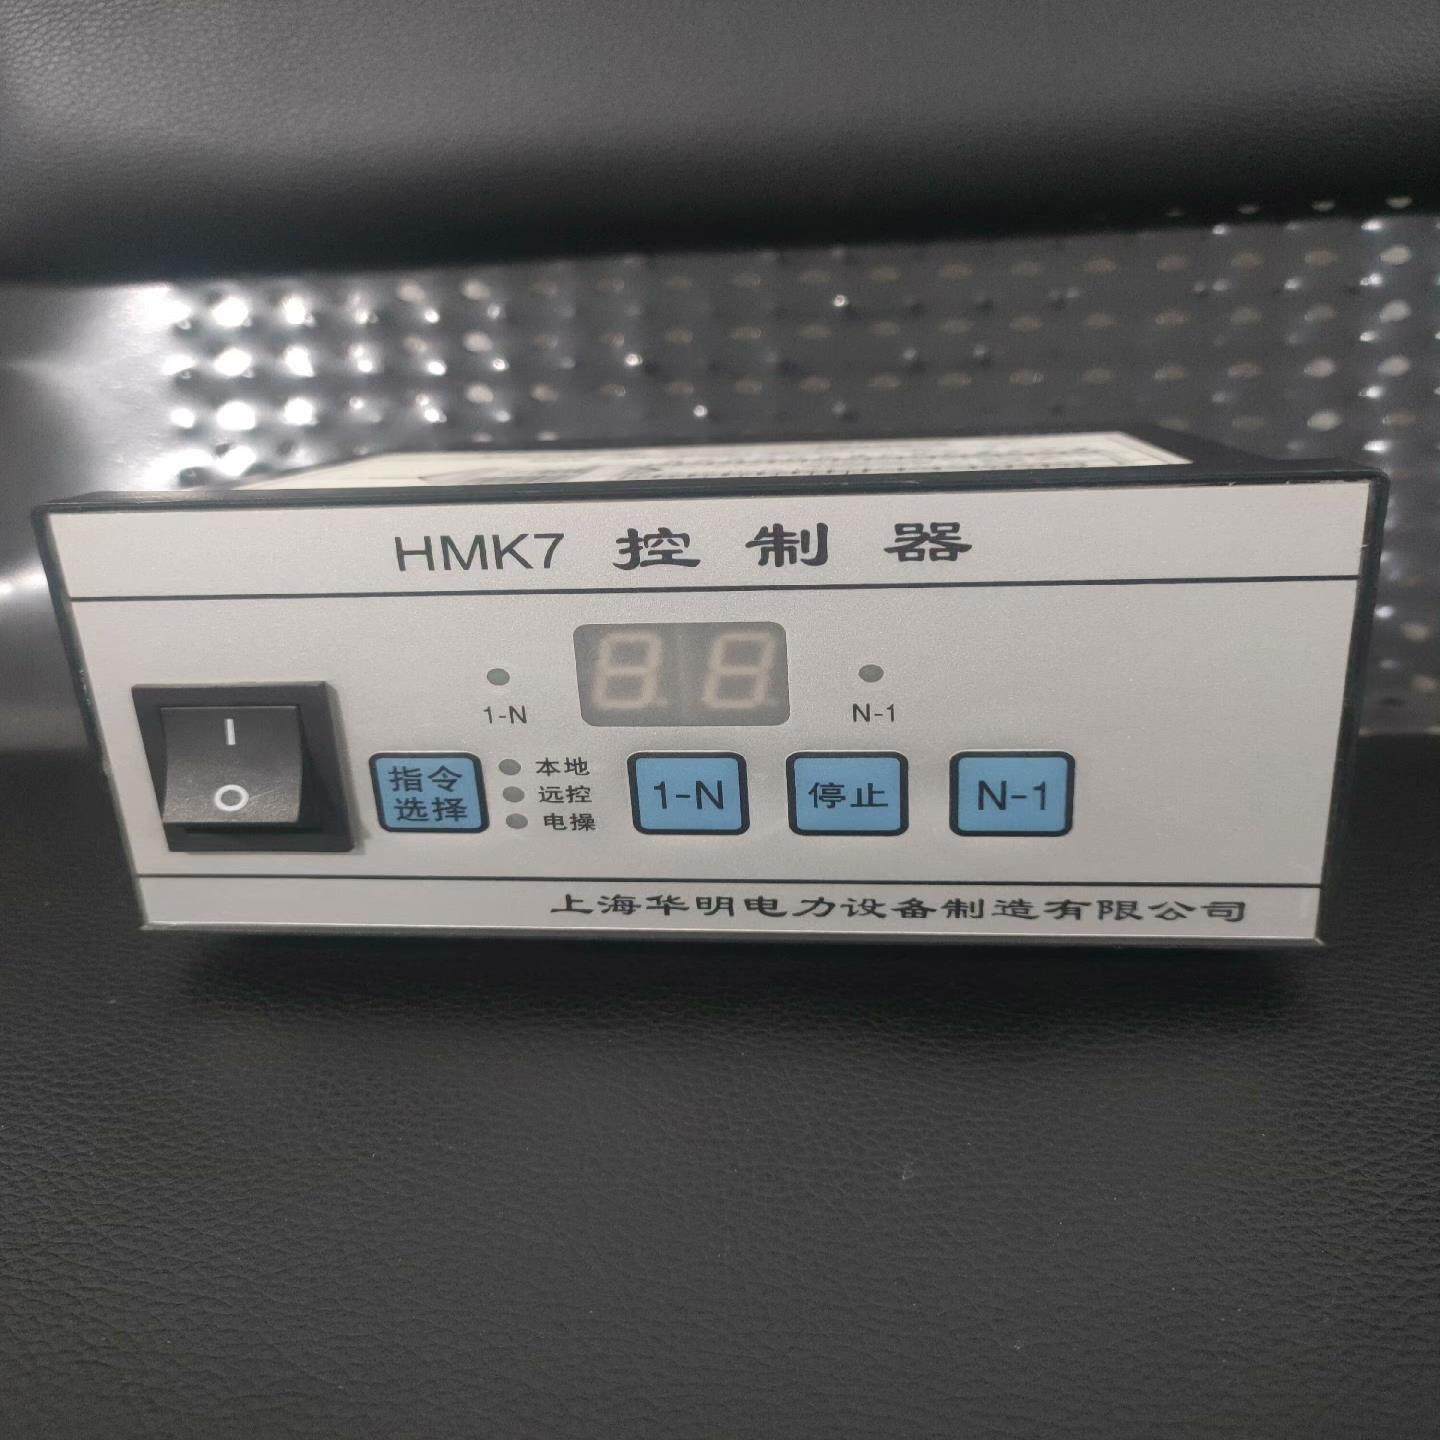 HMK7 控制器
1-N
N-1
指令选择
本地
远控
电操
1-N
停止
N-1
上海华明电力设备制造有限公司